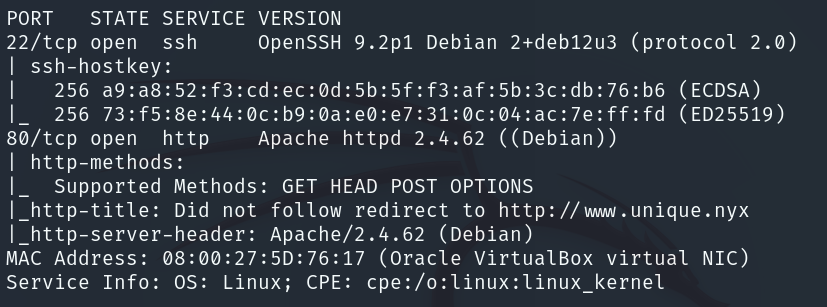 PORT   STATE SERVICE VERSION
22/tcp open  ssh     OpenSSH 9.2p1 Debian 2+deb12u3 (protocol 2.0)
| ssh-hostkey:
|   256 a9:a8:52:f3:cd:ec:0d:5b:5f:f3:af:5b:3c:db:76:b6 (ECDSA)
|_  256 73:f5:8e:44:0c:b9:0a:e0:e7:31:0c:04:ac:7e:ff:fd (ED25519)
80/tcp open  http    Apache httpd 2.4.62 ((Debian))
| http-methods:
|_  Supported Methods: GET HEAD POST OPTIONS
|_http-title: Did not follow redirect to http://www.unique.nyx
|_http-server-header: Apache/2.4.62 (Debian)
MAC Address: 08:00:27:5D:76:17 (Oracle VirtualBox virtual NIC)
Service Info: OS: Linux; CPE: cpe:/o:linux:linux_kernel